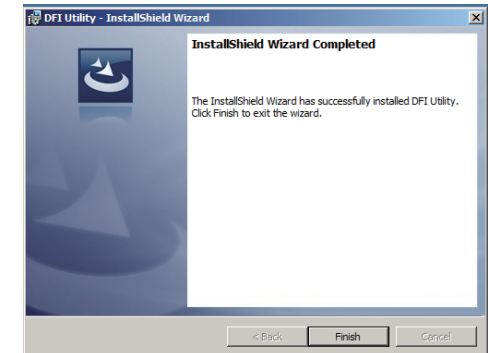 DFI Utility - InstallShield Wizard
InstallShield Wizard Completed
The InstallShield Wizard has successfully installed DFI Utility.
Click Finish to exit the wizard.
< Back
Finish
Cancel